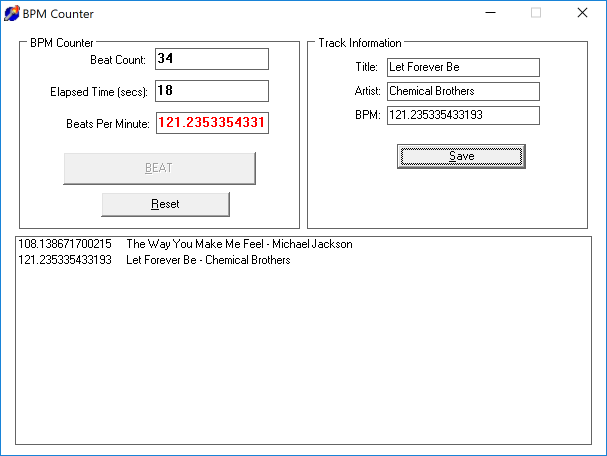 BPM Counter
BPM Counter
Beat Count: 34
Elapsed Time (secs): 18
Beats Per Minute: 121.2353354331
BEAT
Reset
Track Information
Title: Let Forever Be
Artist: Chemical Brothers
BPM: 121.235335433193
Save
108.138671700215 The Way You Make Me Feel - Michael Jackson
121.235335433193 Let Forever Be - Chemical Brothers